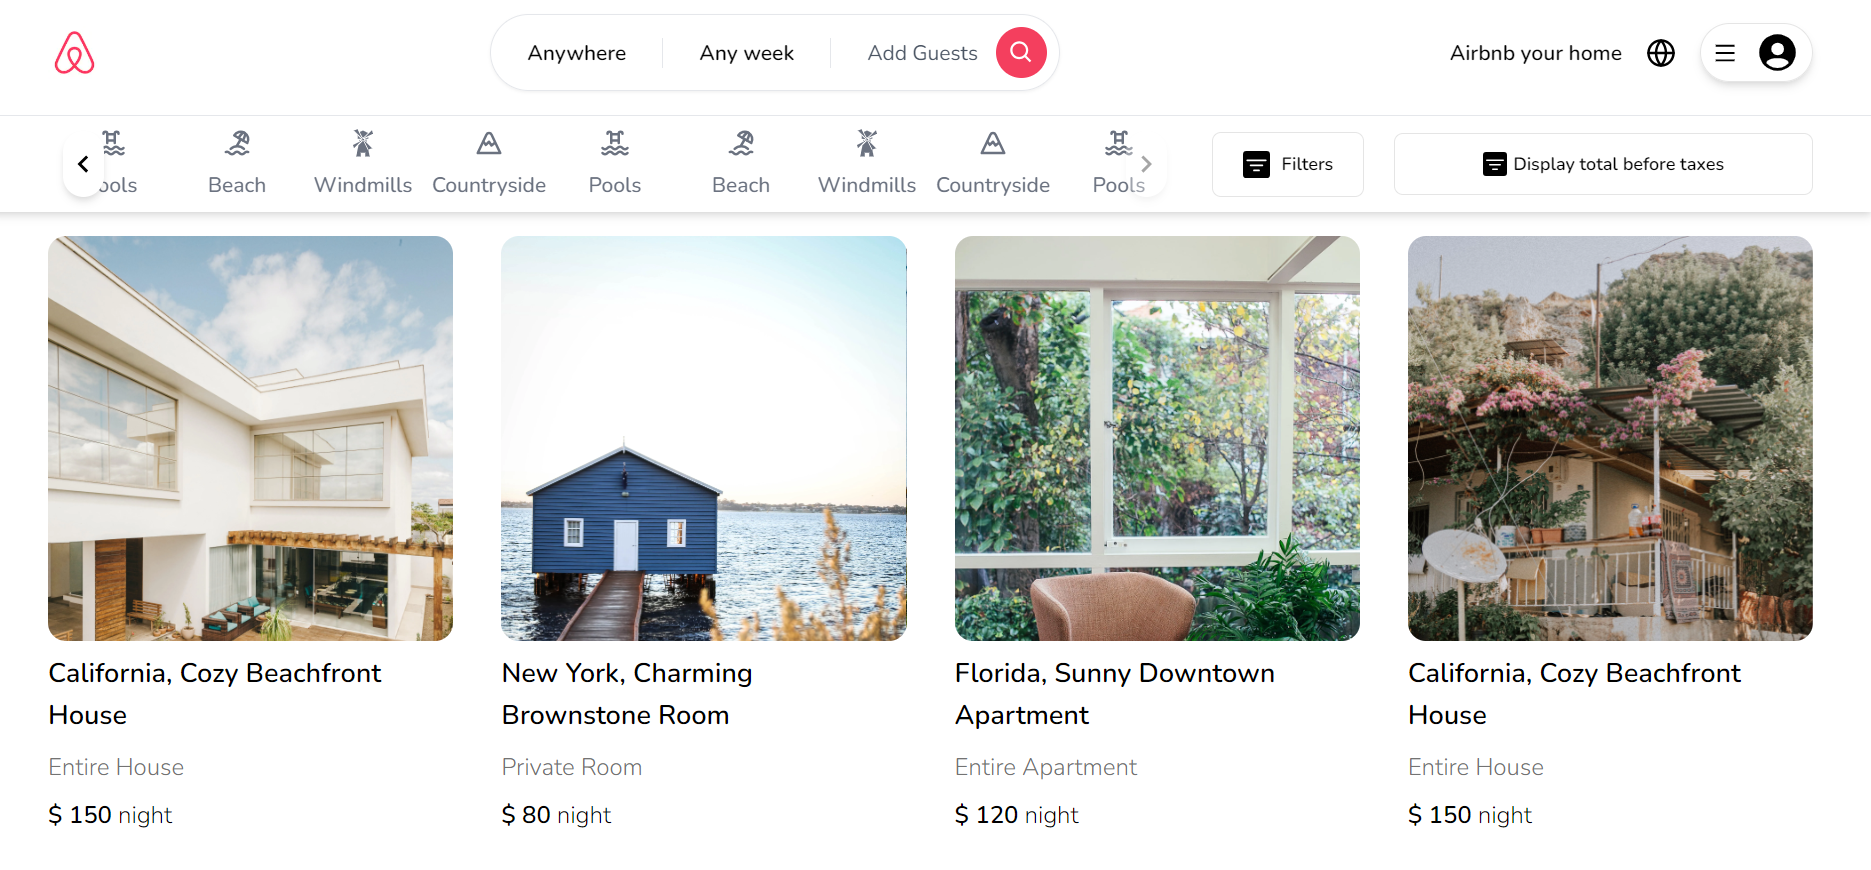 Anywhere
Any week
Add Guests
Airbnb your home
ools
Beach
Windmills
Countryside
Pools
Beach
Windmills
Countryside
Pools
Filters
Display total before taxes
California, Cozy Beachfront
House
Entire House
$ 150 night
New York, Charming
Brownstone Room
Private Room
$ 80 night
Florida, Sunny Downtown
Apartment
Entire Apartment
$ 120 night
California, Cozy Beachfront
House
Entire House
$ 150 night